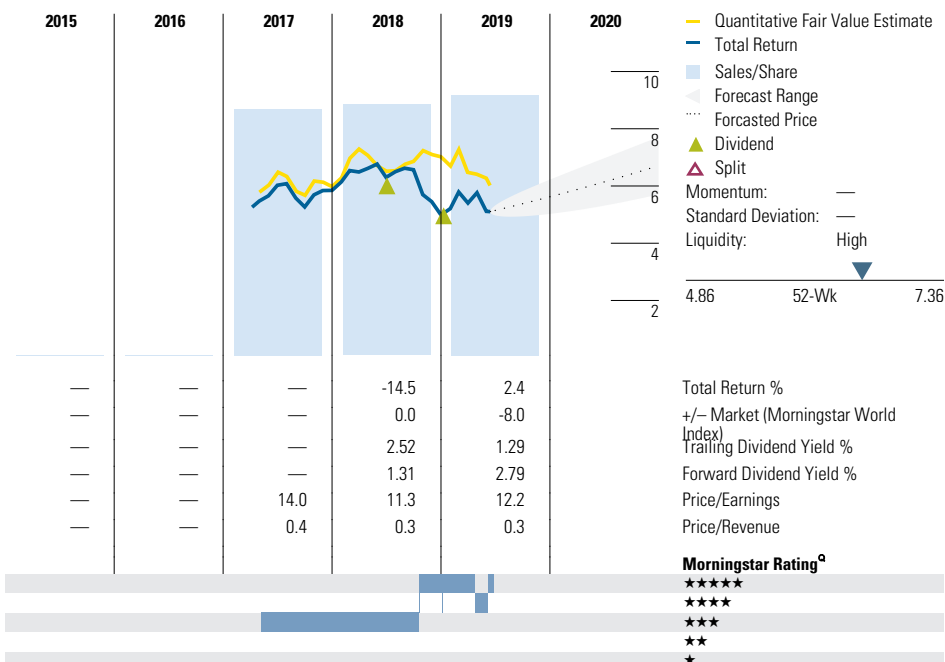 2015 2016 2017 2018 2019 2020
Quantitative Fair Value Estimate
Total Return
Sales/Share
Forecast Range
Forcasted Price
Dividend
Split
Momentum: —
Standard Deviation: —
Liquidity: High
4.86 52-Wk 7.36
10
8
6
4
2
— — — -14.5 2.4 Total Return %
— — — 0.0 -8.0 +/– Market (Morningstar World
Index)
— — — 2.52 1.29 Trailing Dividend Yield %
— — — 1.31 2.79 Forward Dividend Yield %
— — 14.0 11.3 12.2 Price/Earnings
— — 0.4 0.3 0.3 Price/Revenue
Morningstar RatingQ
★★★★★
★★★★
★★★
★★
★